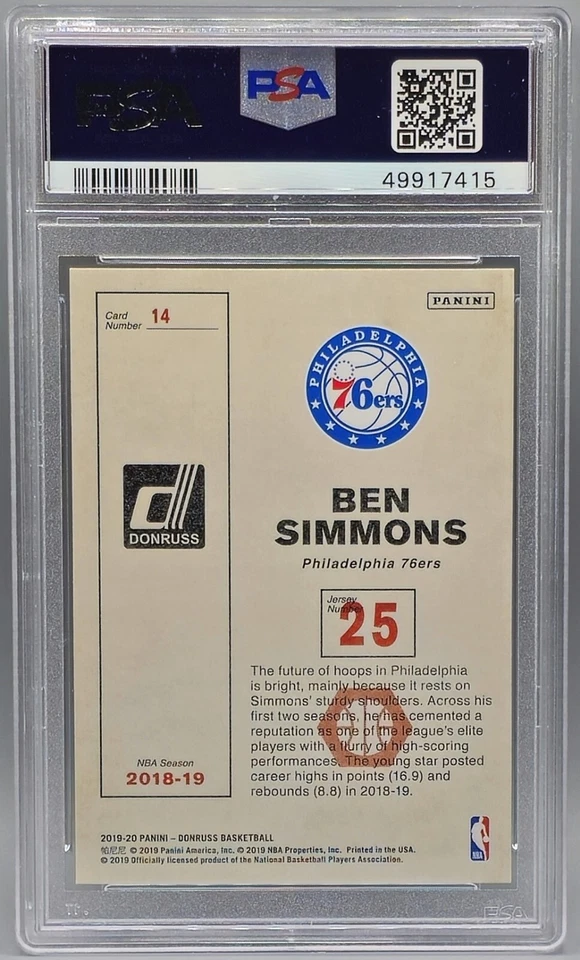 PSA
PSA
49917415
Card
Number 14
PANINI
PHILADELPHIA
76ers
d
DONRUSS
BEN
SIMMONS
Philadelphia 76ers
Jersey
Number
25
The future of hoops in Philadelphia
is bright, mainly because it rests on
Simmons' sturdy shoulders. Across his
first two seasons, he has cemented a
reputation as one of the league's elite
players with a flurry of high-scoring
performances. The young star posted
career highs in points (16.9) and
rebounds (8.8) in 2018-19.
NBA Season
2018-19
2019-20 PANINI – DONRUSS BASKETBALL
帕尼尼 © 2019 Panini America, Inc. © 2019 NBA Properties, Inc. Printed in the USA.
© 2019 Officially licensed product of the National Basketball Players Association.
NBA
PSA